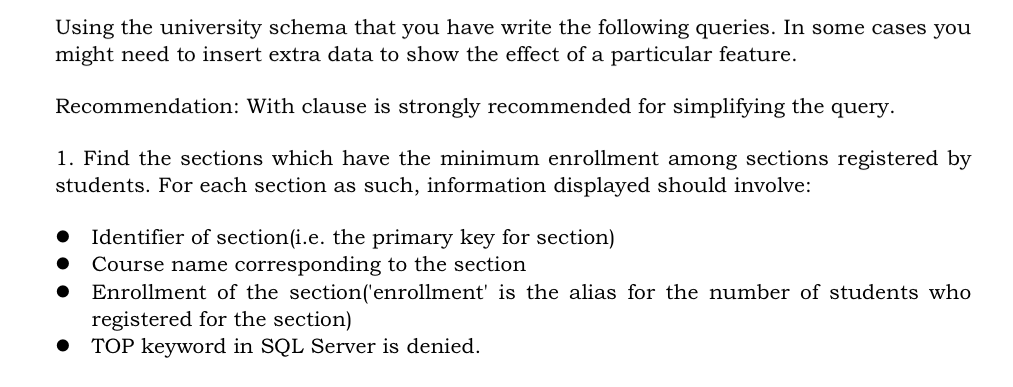 Using the university schema that you have write the following queries. In some cases you
might need to insert extra data to show the effect of a particular feature.
Recommendation: With clause is strongly recommended for simplifying the query.
1. Find the sections which have the minimum enrollment among sections registered by
students. For each section as such, information displayed should involve:
● Identifier of section(i.e. the primary key for section)
● Course name corresponding to the section
● Enrollment of the section('enrollment' is the alias for the number of students who
registered for the section)
● TOP keyword in SQL Server is denied.